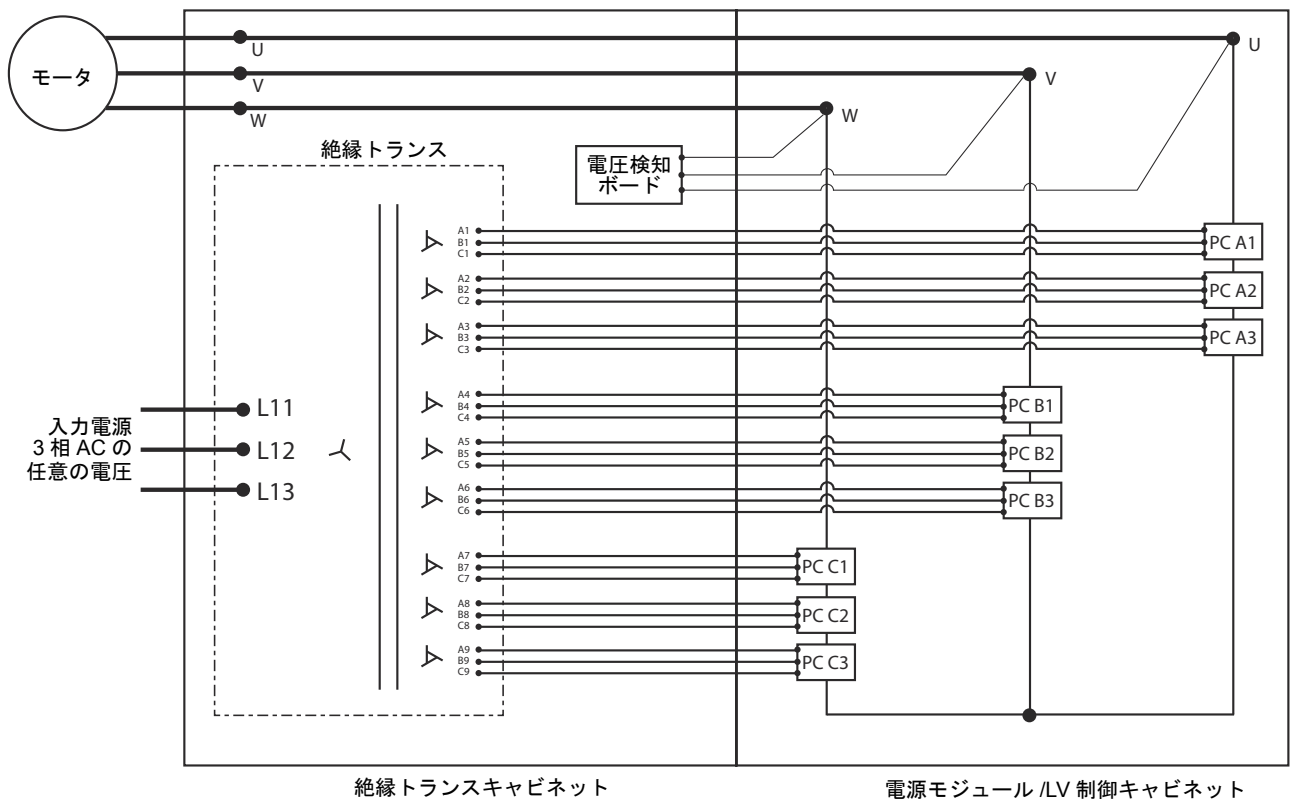 モータ
U
V
W
U
V
W
絶縁トランス
電圧検知
ボード
A1
B1
C1
PC A1
A2
B2
C2
PC A2
A3
B3
C3
PC A3
A4
B4
C4
PC B1
A5
B5
C5
PC B2
A6
B6
C6
PC B3
A7
B7
C7
PC C1
A8
B8
C8
PC C2
A9
B9
C9
PC C3
入力電源
3 相 AC の
任意の電圧
L11
L12
L13
絶縁トランスキャビネット
電源モジュール /LV 制御キャビネット